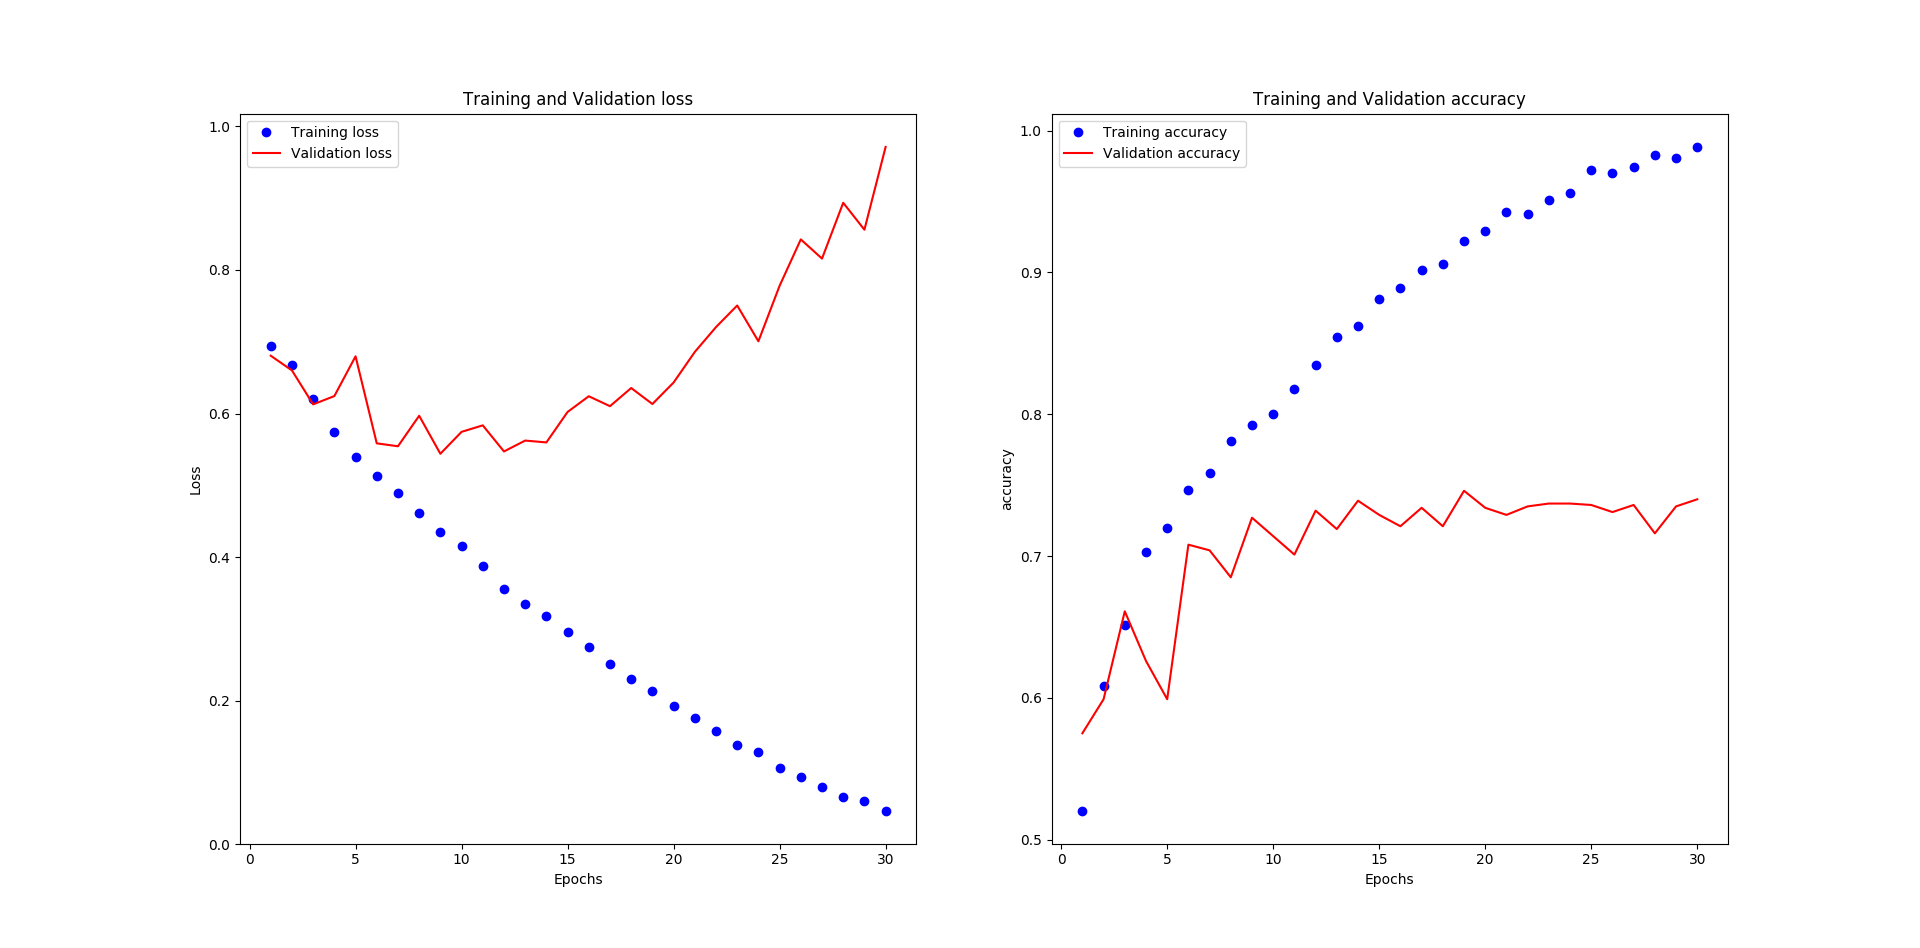 Training and Validation loss
Training loss
Validation loss
1.0
0.8
0.6
0.4
0.2
0.0
Loss
0 5 10 15 20 25 30
Epochs
Training and Validation accuracy
Training accuracy
Validation accuracy
1.0
0.9
0.8
0.7
0.6
0.5
accuracy
0 5 10 15 20 25 30
Epochs